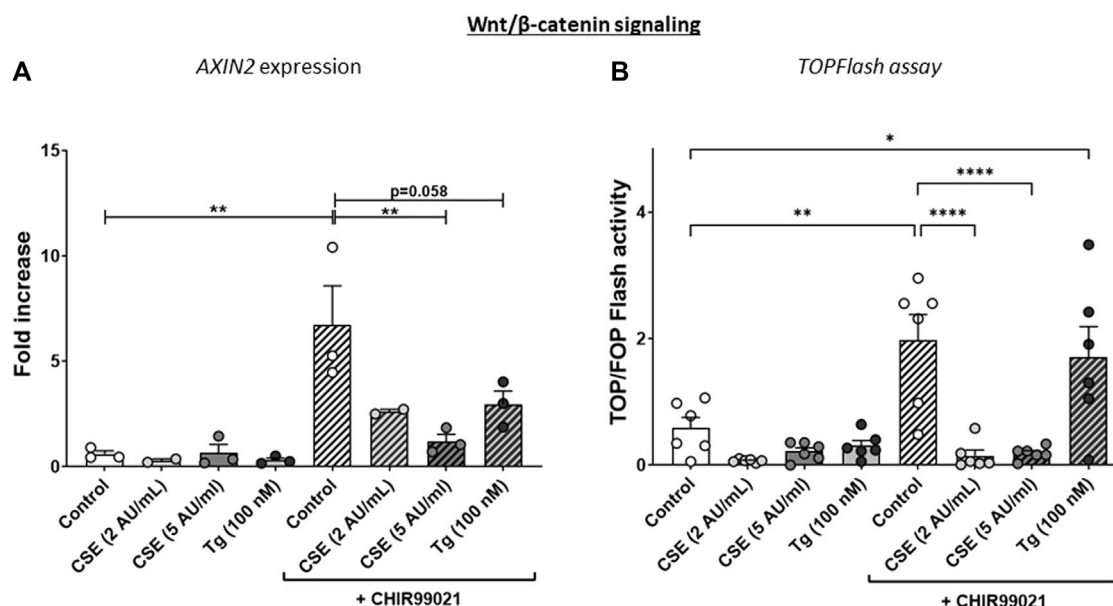 Wnt/β-catenin signaling
A
AXIN2 expression
Fold increase
15
10
5
0
**
p=0.058
**
Control
CSE (2 AU/mL)
CSE (5 AU/ml)
Tg (100 nM)
Control
CSE (2 AU/mL)
CSE (5 AU/ml)
Tg (100 nM)
+ CHIR99021
B
TOPFlash assay
TOP/FOP Flash activity
4
2
0
*
****
**
****
Control
CSE (2 AU/mL)
CSE (5 AU/ml)
Tg (100 nM)
Control
CSE (2 AU/mL)
CSE (5 AU/ml)
Tg (100 nM)
+ CHIR99021